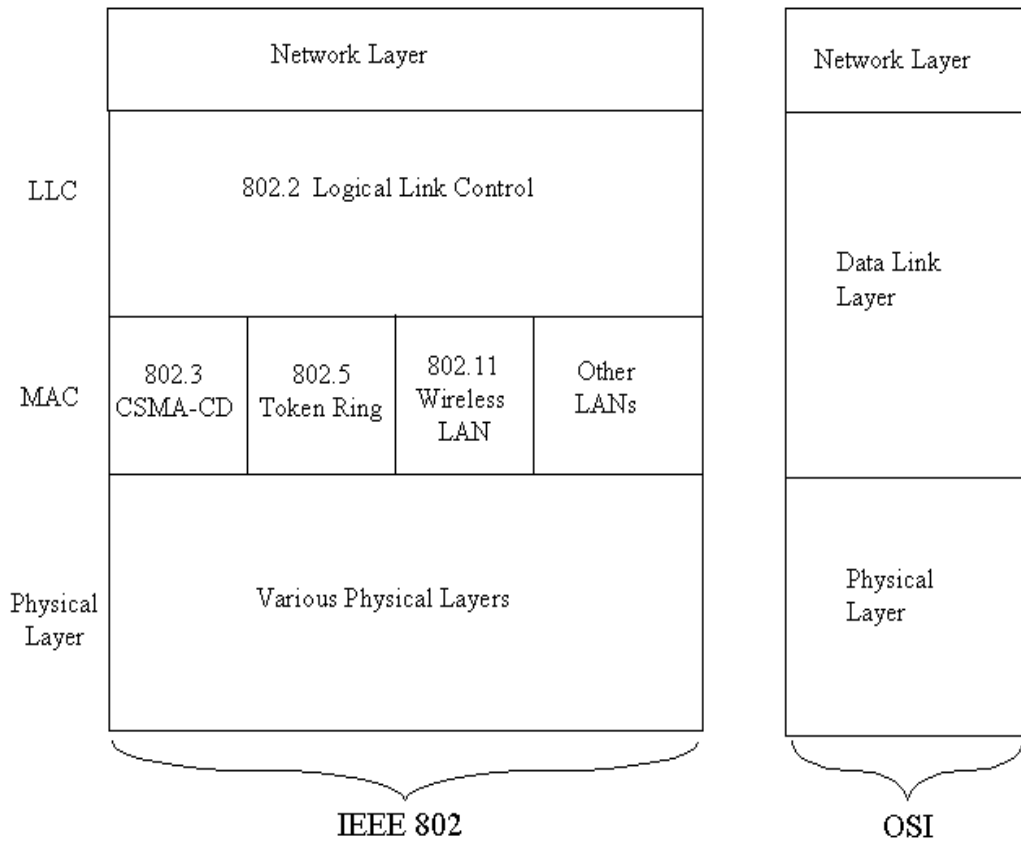 Network Layer
Network Layer
LLC
802.2 Logical Link Control
Data Link
Layer
MAC
802.3
CSMA-CD
802.5
Token Ring
802.11
Wireless
LAN
Other
LANs
Physical
Layer
Various Physical Layers
Physical
Layer
IEEE 802
OSI